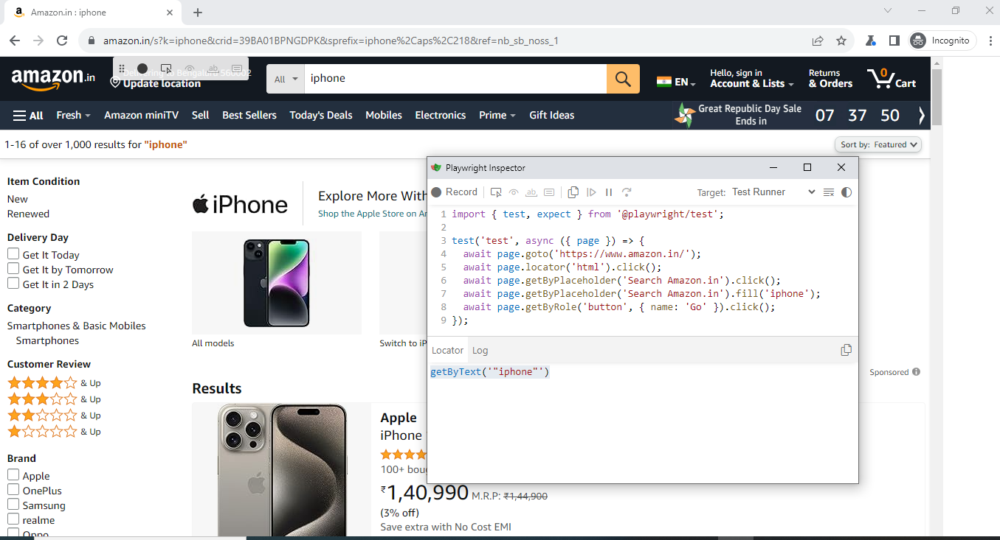 Amazon.in : iphone
amazon.in/s?k=iphone&crid=39BA01BPNGDPK&sprefix=iphone%2Caps%2C218&ref=nb_sb_noss_1
Incognito
amazon.in
Delivering to Bengaluru 560002
Update location
All
iphone
EN
Hello, sign in
Account & Lists
Returns
& Orders
0
Cart
All
Fresh
Amazon miniTV
Sell
Best Sellers
Today's Deals
Mobiles
Electronics
Prime
Gift Ideas
Great Republic Day Sale
Ends in
07 37 50
1-16 of over 1,000 results for "iphone"
Sort by: Featured
Item Condition
New
Renewed
Delivery Day
Get It Today
Get It by Tomorrow
Get It in 2 Days
Category
Smartphones & Basic Mobiles
Smartphones
Customer Review
& Up
& Up
& Up
& Up
Brand
Apple
OnePlus
Samsung
realme
Oppo
iPhone
Explore More With
Shop the Apple Store on Am
All models
Switch to iP
Sponsored
Results
Apple
iPhone
100+ bou
₹1,40,990 M.R.P: ₹1,44,900
(3% off)
Save extra with No Cost EMI
Playwright Inspector
Record
ab
Target: Test Runner
1 import { test, expect } from '@playwright/test';
2
3 test('test', async ({ page }) => {
4 await page.goto('https://www.amazon.in/');
5 await page.locator('html').click();
6 await page.getByPlaceholder('Search Amazon.in').click();
7 await page.getByPlaceholder('Search Amazon.in').fill('iphone');
8 await page.getByRole('button', { name: 'Go' }).click();
9 });
Locator
Log
getByText('"iphone"')